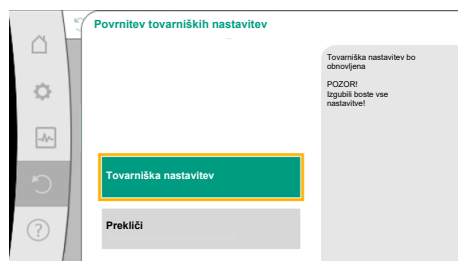 Povrnitev tovarniških nastavitev
Tovarniška nastavitev bo
obnovljena
POZOR!
Izgubili boste vse
nastavitve!
Tovarniška nastavitev
Prekliči
?